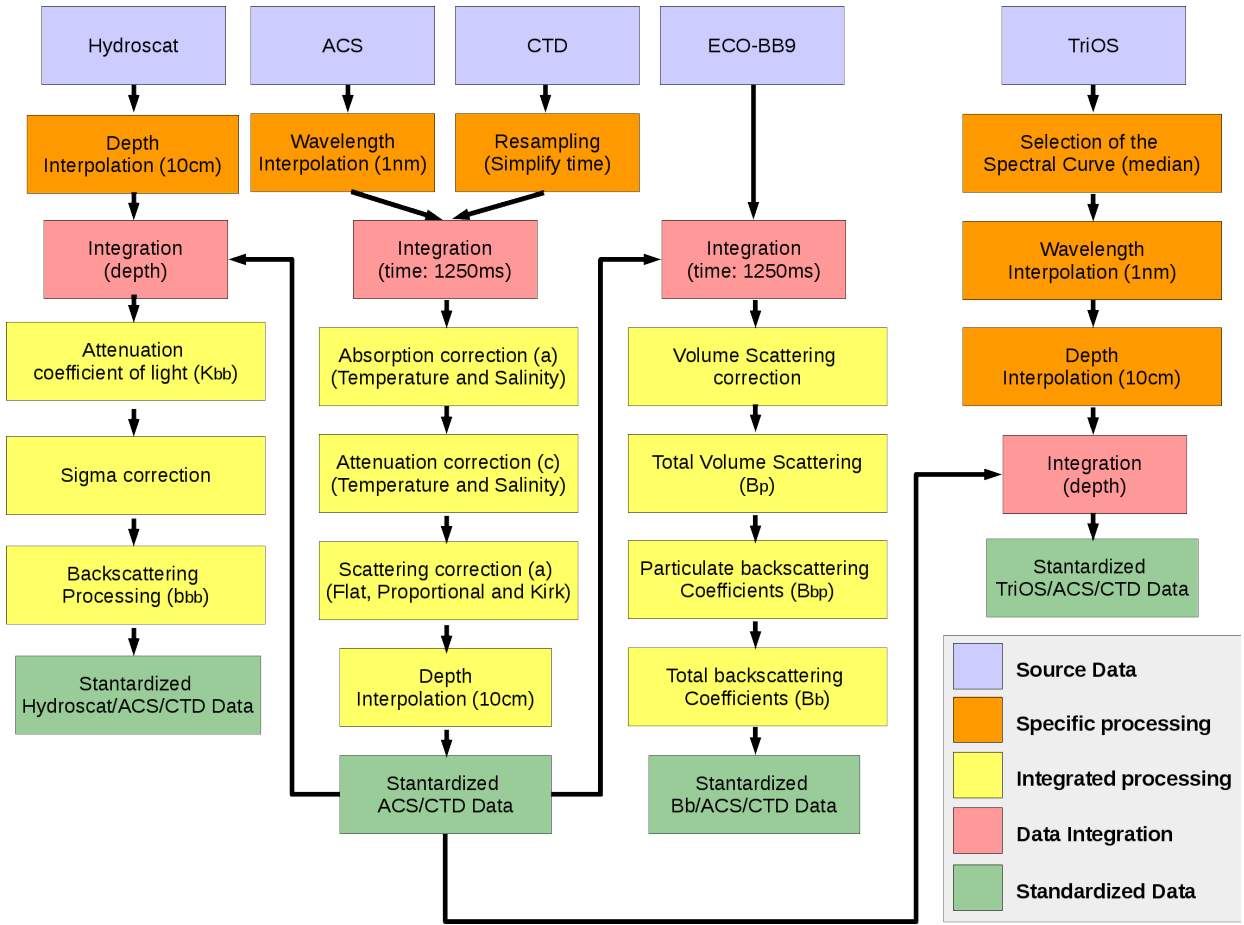 Hydroscat
ACS
CTD
ECO-BB9
TriOS
Depth
Interpolation (10cm)
Wavelength
Interpolation (1nm)
Resampling
(Simplify time)
Selection of the
Spectral Curve (median)
Integration
(depth)
Integration
(time: 1250ms)
Integration
(time: 1250ms)
Wavelength
Interpolation (1nm)
Attenuation
coefficient of light (Kbb)
Absorption correction (a)
(Temperature and Salinity)
Volume Scattering
correction
Depth
Interpolation (10cm)
Sigma correction
Attenuation correction (c)
(Temperature and Salinity)
Total Volume Scattering
(Bp)
Integration
(depth)
Backscattering
Processing (bbb)
Scattering correction (a)
(Flat, Proportional and Kirk)
Particulate backscattering
Coefficients (Bbp)
Stantardized
TriOS/ACS/CTD Data
Stantardized
Hydroscat/ACS/CTD Data
Depth
Interpolation (10cm)
Total backscattering
Coefficients (Bb)
Stantardized
ACS/CTD Data
Stantardized
Bb/ACS/CTD Data
Source Data
Specific processing
Integrated processing
Data Integration
Standardized Data